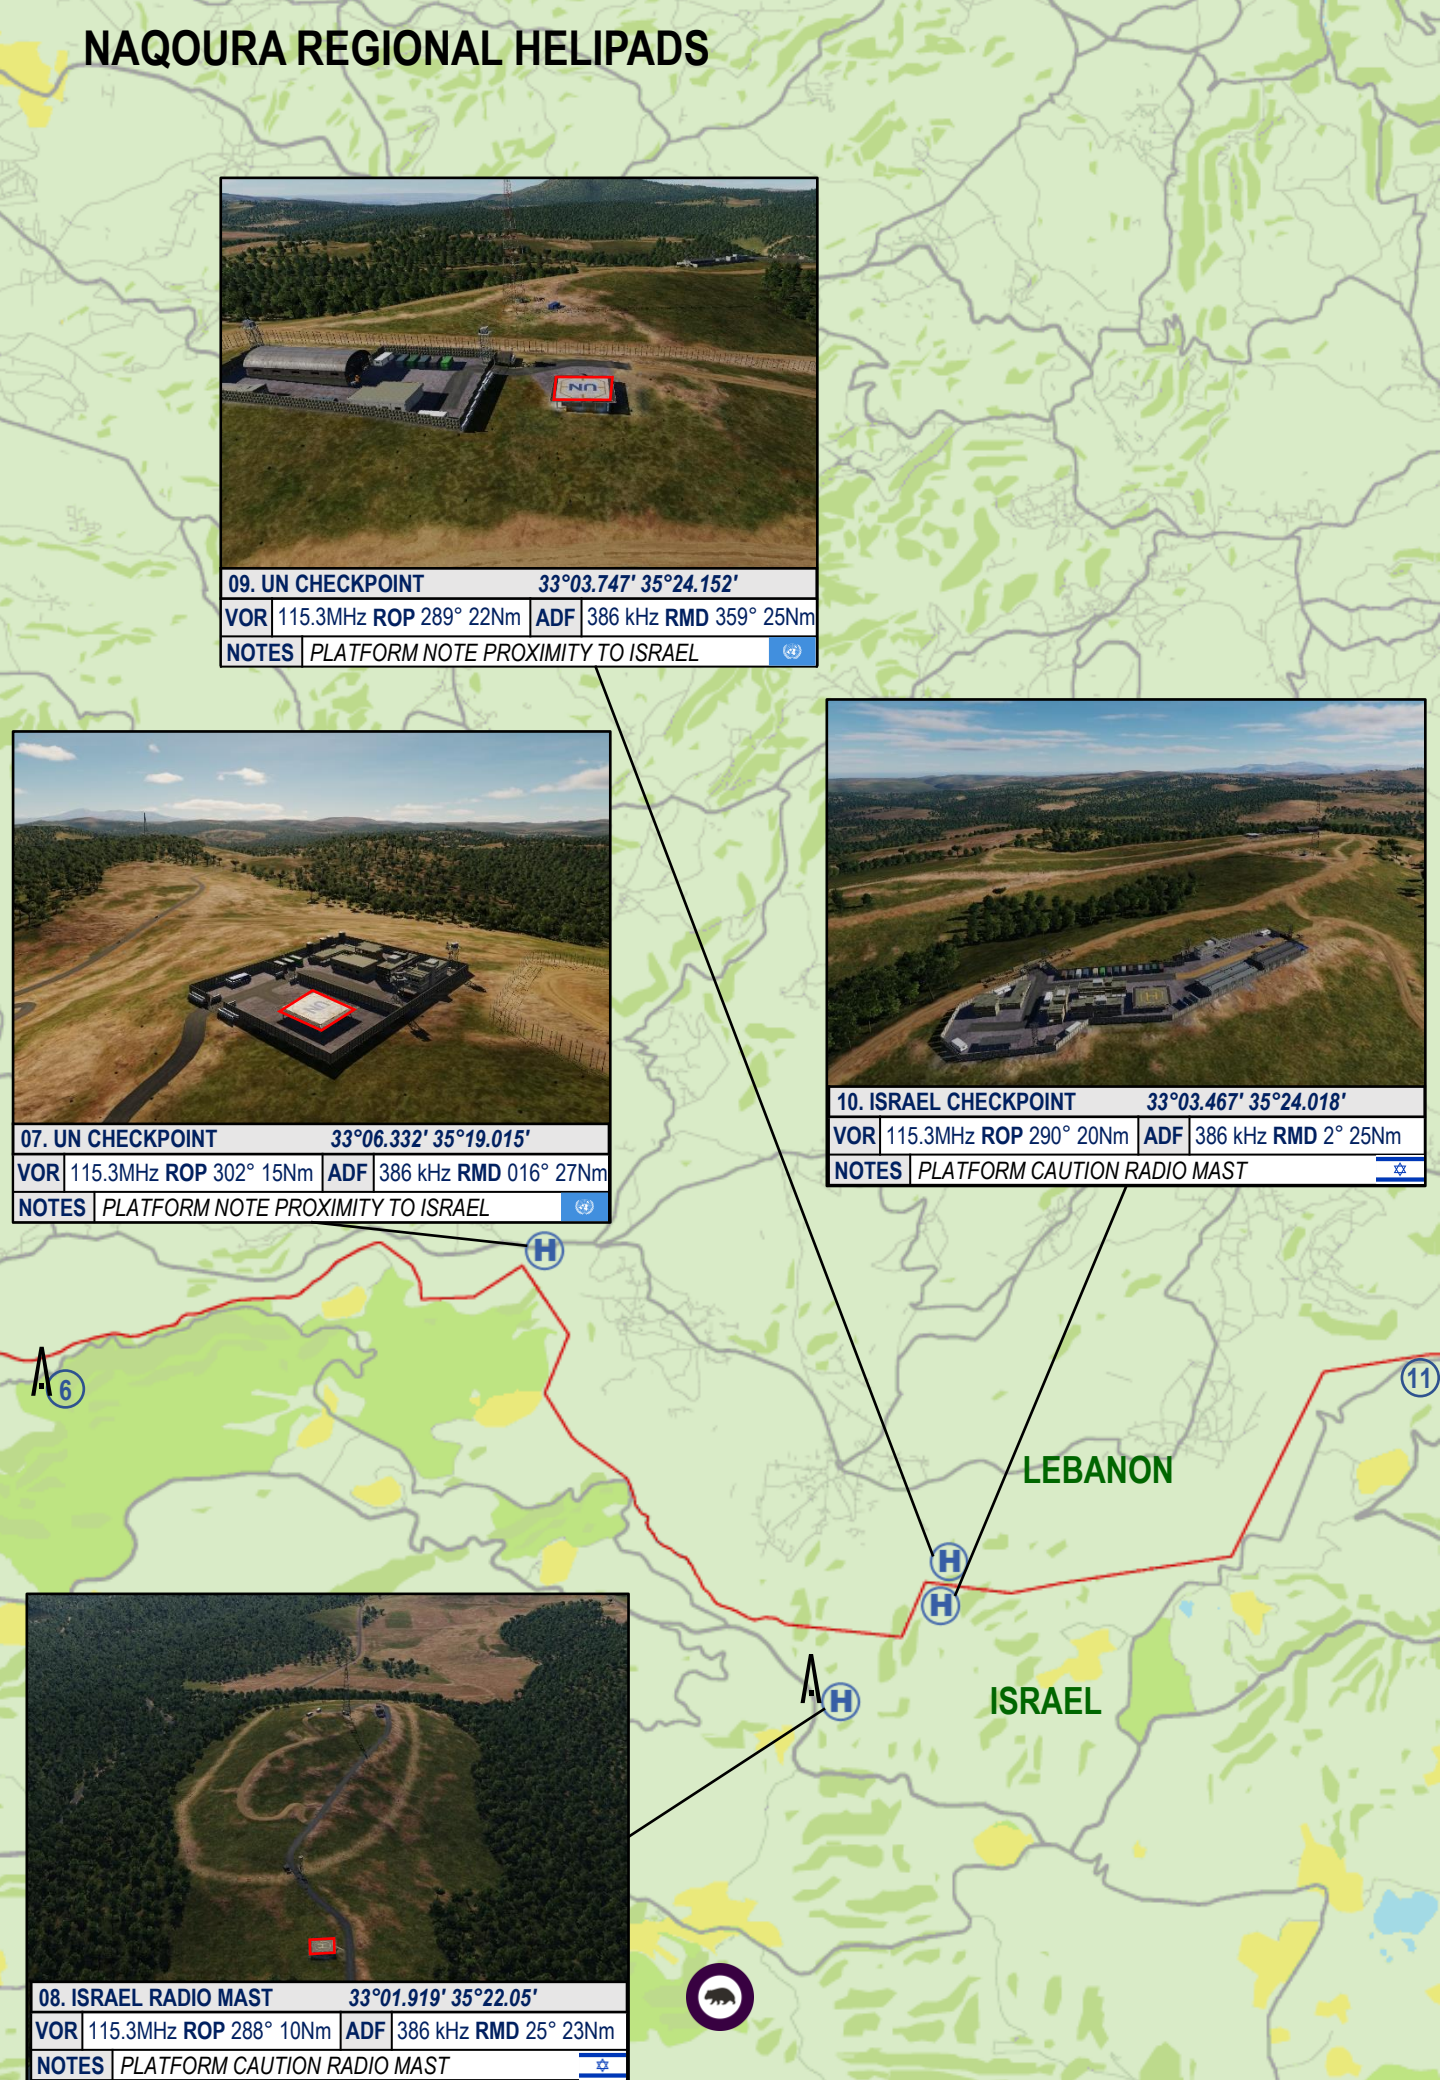 NAQOURA REGIONAL HELIPADS
UN
09. UN CHECKPOINT 33°03.747' 35°24.152'
VOR 115.3MHz ROP 289° 22Nm ADF 386 kHz RMD 359° 25Nm
NOTES PLATFORM NOTE PROXIMITY TO ISRAEL
UN
07. UN CHECKPOINT 33°06.332' 35°19.015'
VOR 115.3MHz ROP 302° 15Nm ADF 386 kHz RMD 016° 27Nm
NOTES PLATFORM NOTE PROXIMITY TO ISRAEL
H
10. ISRAEL CHECKPOINT 33°03.467' 35°24.018'
VOR 115.3MHz ROP 290° 20Nm ADF 386 kHz RMD 2° 25Nm
NOTES PLATFORM CAUTION RADIO MAST
H
6
11
LEBANON
H
H
H
ISRAEL
08. ISRAEL RADIO MAST 33°01.919' 35°22.05'
VOR 115.3MHz ROP 288° 10Nm ADF 386 kHz RMD 25° 23Nm
NOTES PLATFORM CAUTION RADIO MAST